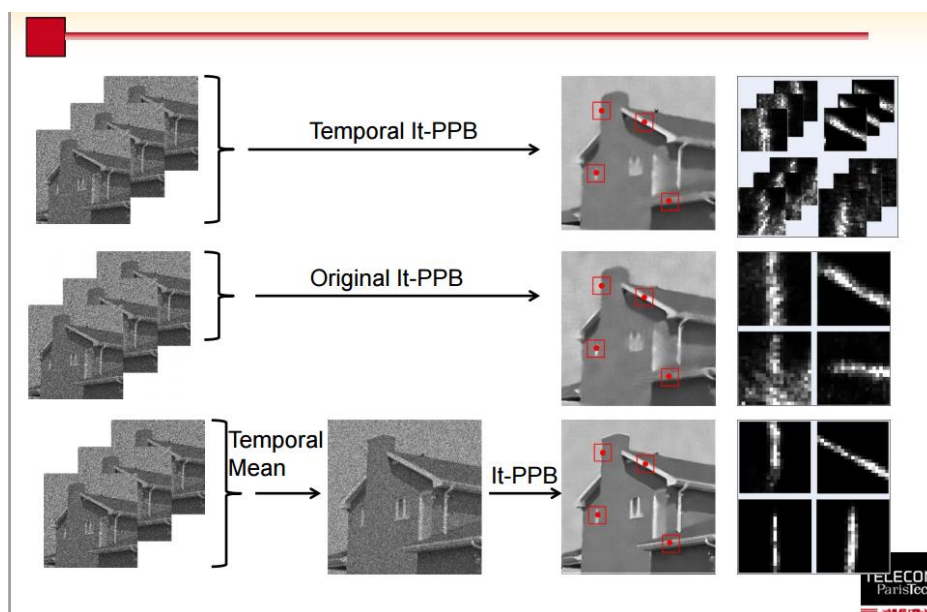 Temporal It-PPB
Original It-PPB
Temporal
Mean
It-PPB
TELECOM
ParisTec